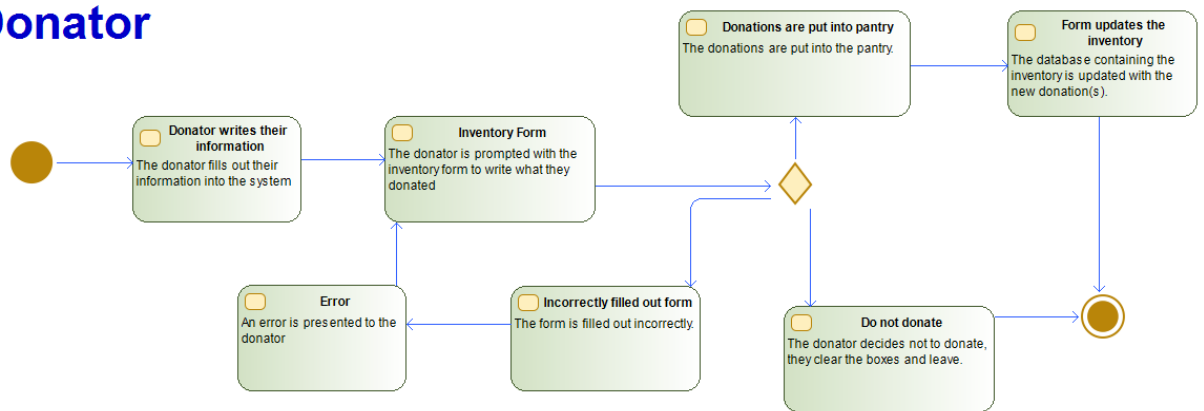 Donator
Donations are put into pantry
The donations are put into the pantry.
Form updates the
inventory
The database containing the
inventory is updated with the
new donation(s).
Donator writes their
information
The donator fills out their
information into the system
Inventory Form
The donator is prompted with the
inventory form to write what they
donated
Error
An error is presented to the
donator
Incorrectly filled out form
The form is filled out incorrectly.
Do not donate
The donator decides not to donate,
they clear the boxes and leave.